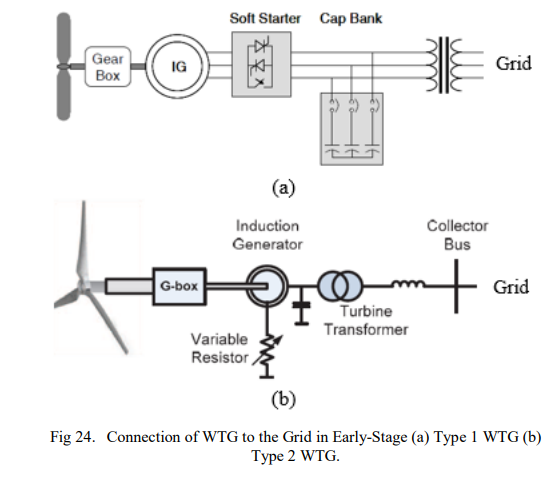 Soft Starter Cap Bank
Gear
Box
IG
Grid
(a)
Induction
Generator
Collector
Bus
G-box
Grid
Turbine
Transformer
Variable
Resistor
(b)
Fig 24. Connection of WTG to the Grid in Early-Stage (a) Type 1 WTG (b)
Type 2 WTG.